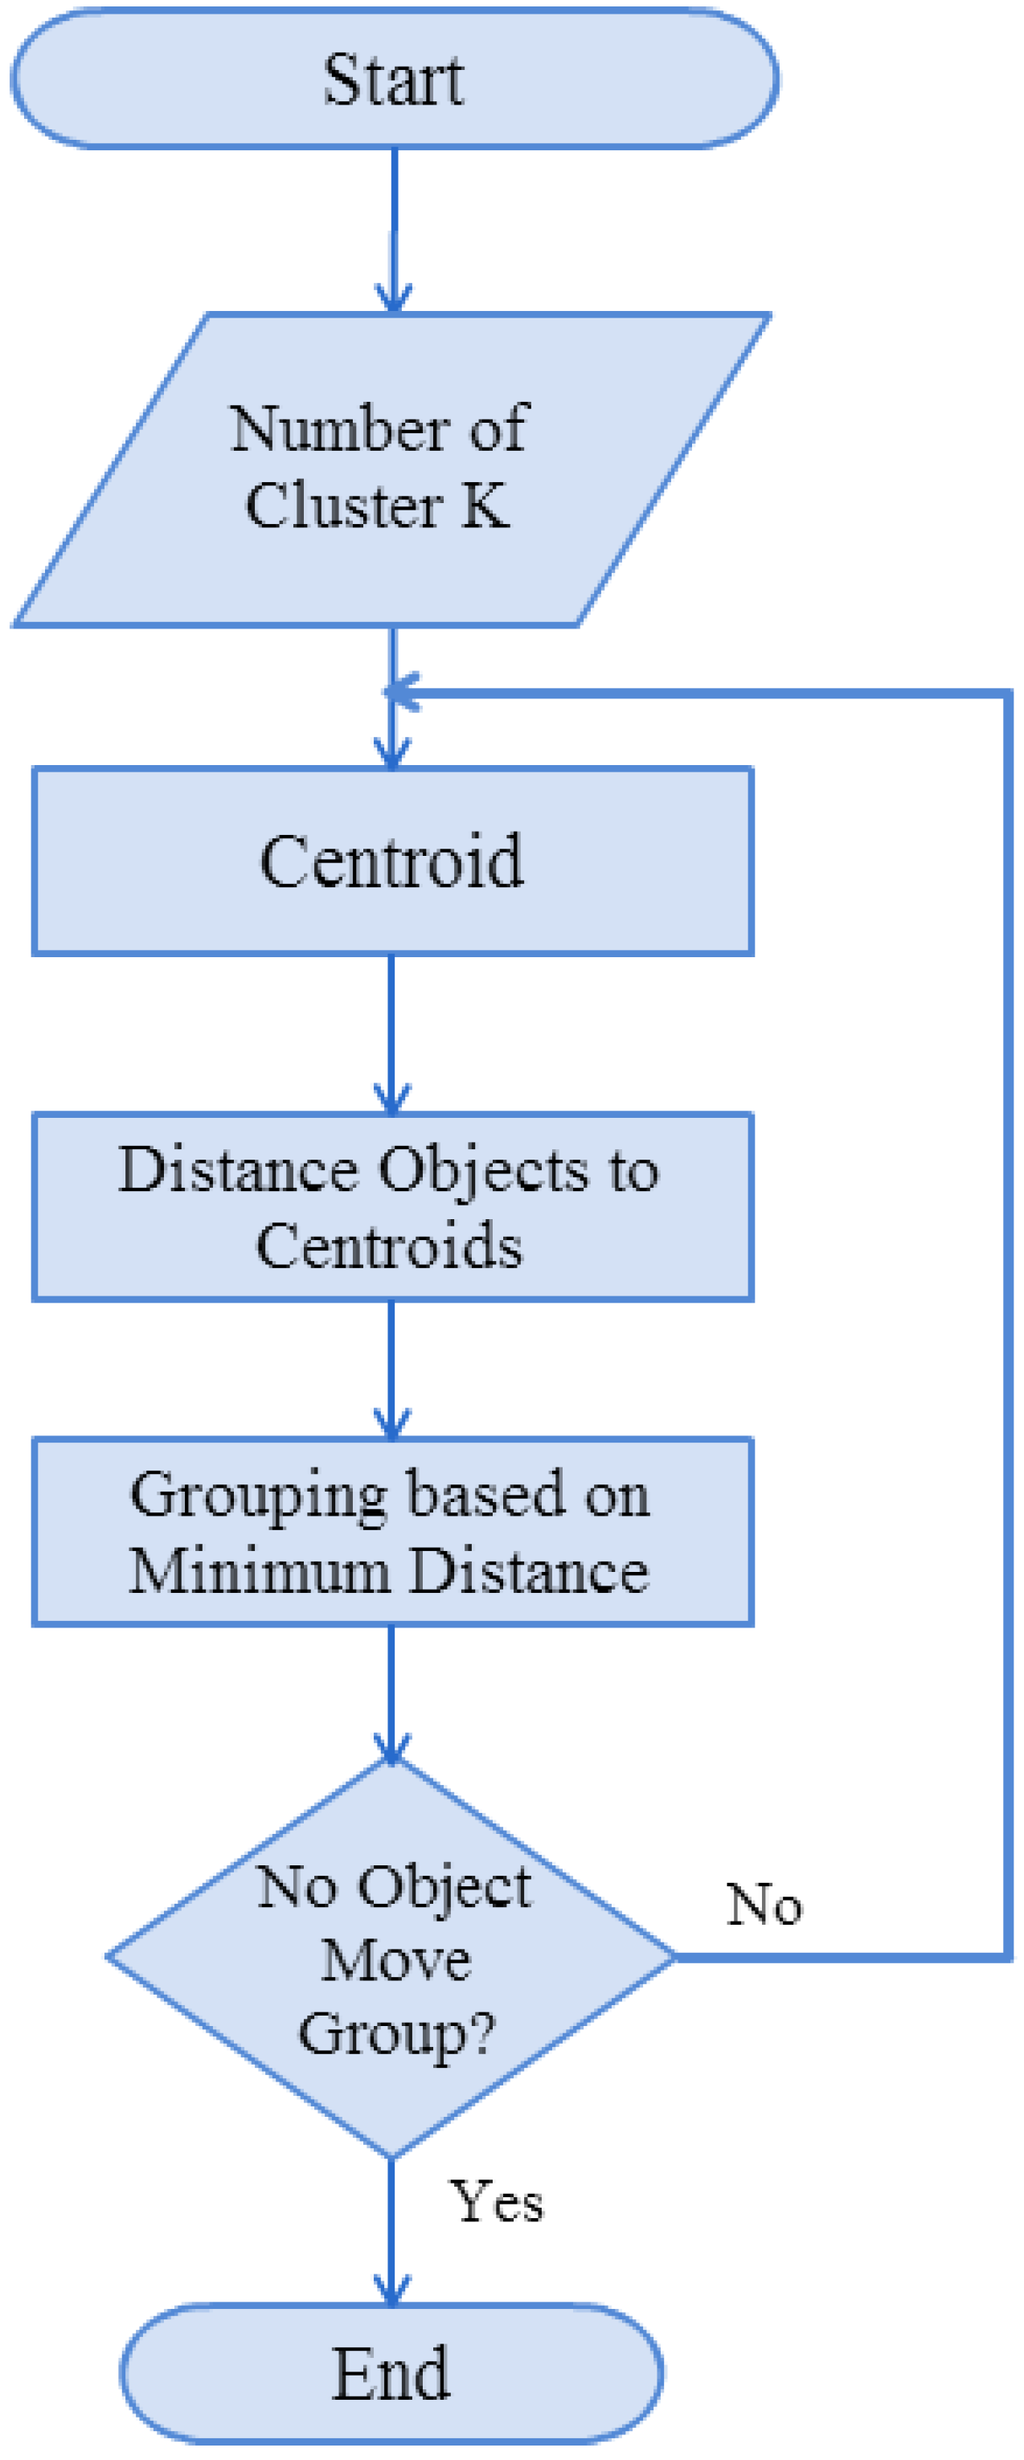 Start
Number of
Cluster K
Centroid
Distance Objects to
Centroids
Grouping based on
Minimum Distance
No Object
Move
Group?
No
Yes
End